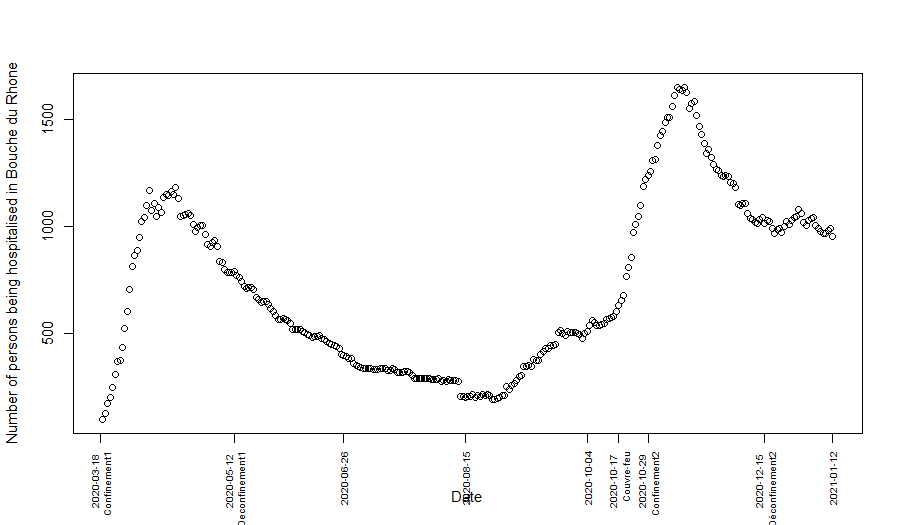 Number of persons being hospitalised in Bouche du Rhone
1500
1000
500
2020-03-18
Confinement1
2020-05-12
Deconfinement1
2020-06-26
2020-08-15
2020-10-04
2020-10-17
Couvre-feu
2020-10-29
Confinement2
2020-12-15
Déconfinement2
2021-01-12
Date